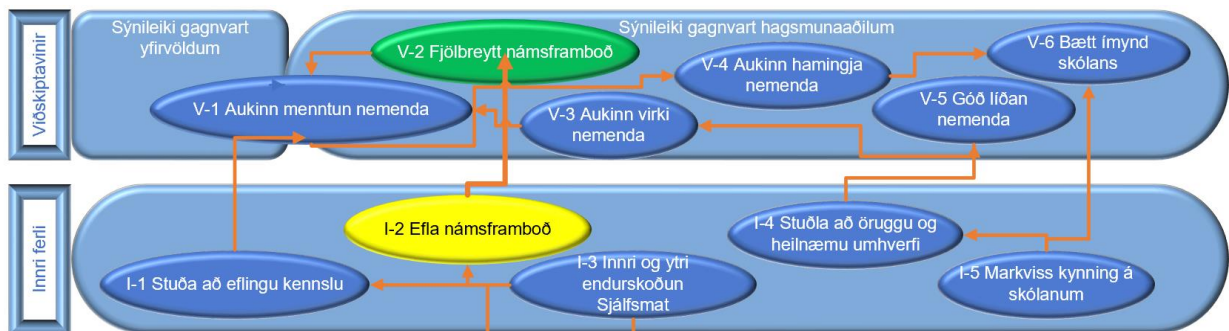 Viðskiptavinir
Sýnileiki gagnvart
yfirvöldum
Sýnileiki gagnvart hagsmunaaðilum
V-2 Fjölbreytt námsframboð
V-1 Aukinn menntun nemenda
V-3 Aukinn virki
nemenda
V-4 Aukinn hamingja
nemenda
V-5 Góð líðan
nemenda
V-6 Bætt ímynd
skólans
Innri ferli
I-1 Stuða að eflingu kennslu
I-2 Efla námsframboð
I-3 Innri og ytri
endurskoðun
Sjálfsmat
I-4 Stuðla að öruggu og
heilnæmu umhverfi
I-5 Markviss kynning á
skólanum